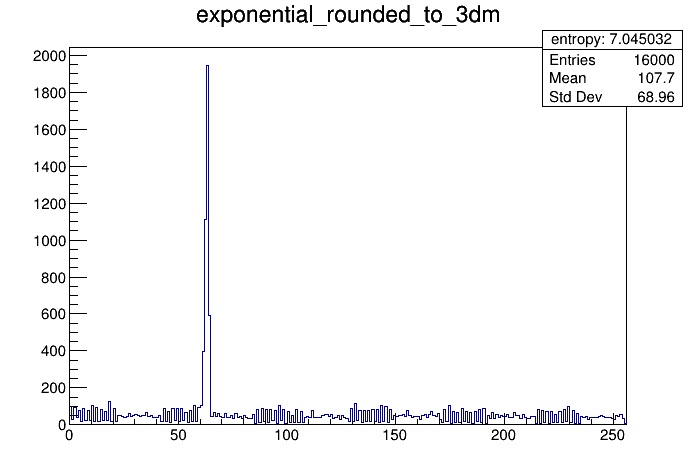 exponential_rounded_to_3dm
entropy: 7.045032
Entries 16000
Mean 107.7
Std Dev 68.96
2000
1800
1600
1400
1200
1000
800
600
400
200
0
0 50 100 150 200 250